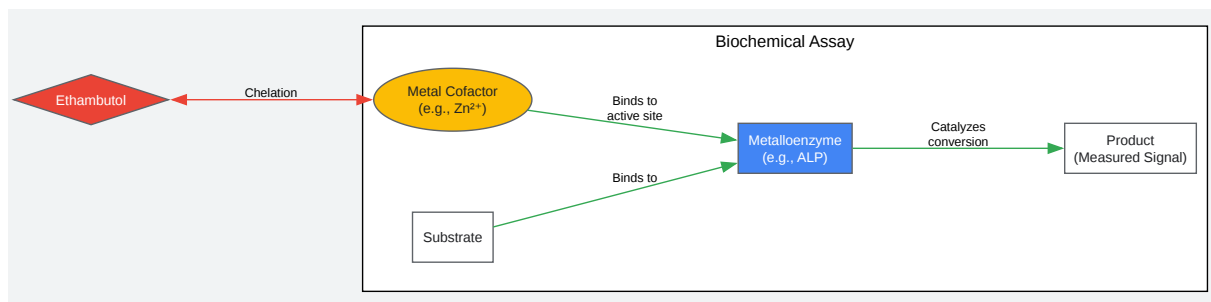 Biochemical Assay
Ethambutol
Chelation
Metal Cofactor
(e.g., Zn²⁺)
Binds to
active site
Metalloenzyme
(e.g., ALP)
Catalyzes
conversion
Product
(Measured Signal)
Binds to
Substrate